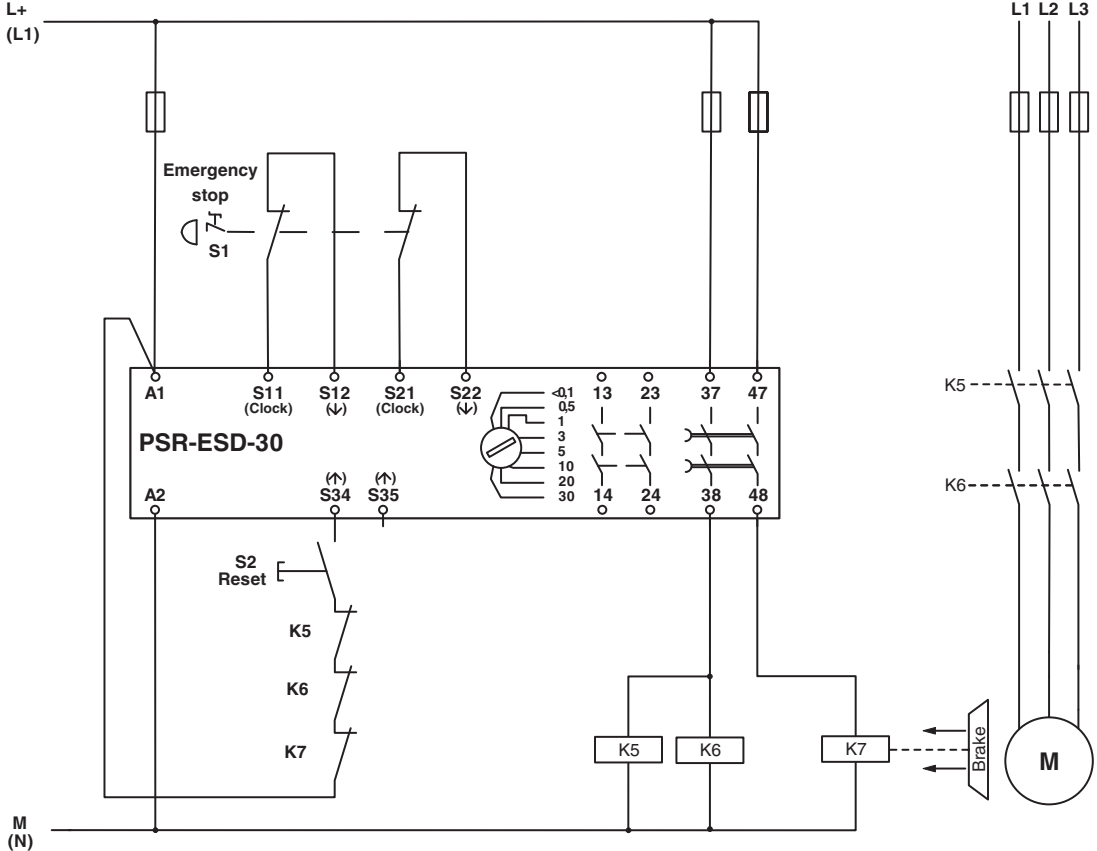 L+
(L1)
L1 L2 L3
Emergency
stop
S1
A1 S11 S12 S21 S22 13 23 37 47
(Clock) (↓) (Clock) (↓)
<0,1
0,5
1
3
5
10
20
30
PSR-ESD-30
(↑) (↑)
A2 S34 S35 14 24 38 48
K5
K6
S2
Reset
K5
K6
K7
K5 K6 K7
Brake
M
M
(N)